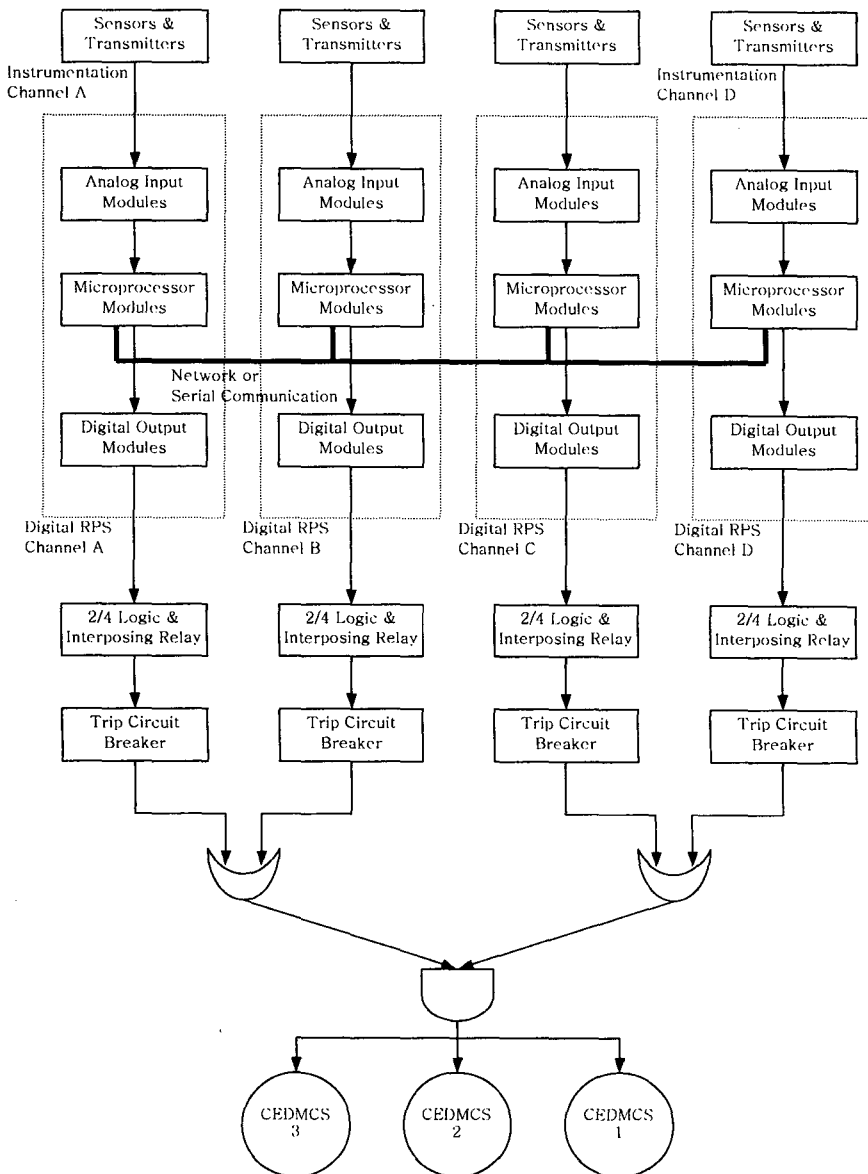 Sensors &
Transmitters
Sensors &
Transmitters
Sensors &
Transmitters
Sensors &
Transmitters
Instrumentation
Channel A
Instrumentation
Channel D
Analog Input
Modules
Analog Input
Modules
Analog Input
Modules
Analog Input
Modules
Microprocessor
Modules
Microprocessor
Modules
Microprocessor
Modules
Microprocessor
Modules
Network or
Serial Communication
Digital Output
Modules
Digital Output
Modules
Digital Output
Modules
Digital Output
Modules
Digital RPS
Channel A
Digital RPS
Channel B
Digital RPS
Channel C
Digital RPS
Channel D
2/4 Logic &
Interposing Relay
2/4 Logic &
Interposing Relay
2/4 Logic &
Interposing Relay
2/4 Logic &
Interposing Relay
Trip Circuit
Breaker
Trip Circuit
Breaker
Trip Circuit
Breaker
Trip Circuit
Breaker
CEDMCS
3
CEDMCS
2
CEDMCS
1